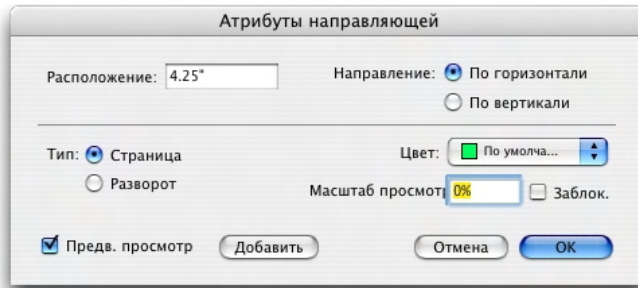 Атрибуты направляющей
Расположение: 4.25" Направление: По горизонтали
По вертикали
Тип: Страница Цвет: По умолча...
Разворот
Масштаб просмотр 0% Заблок.
Предв. просмотр Добавить Отмена OK